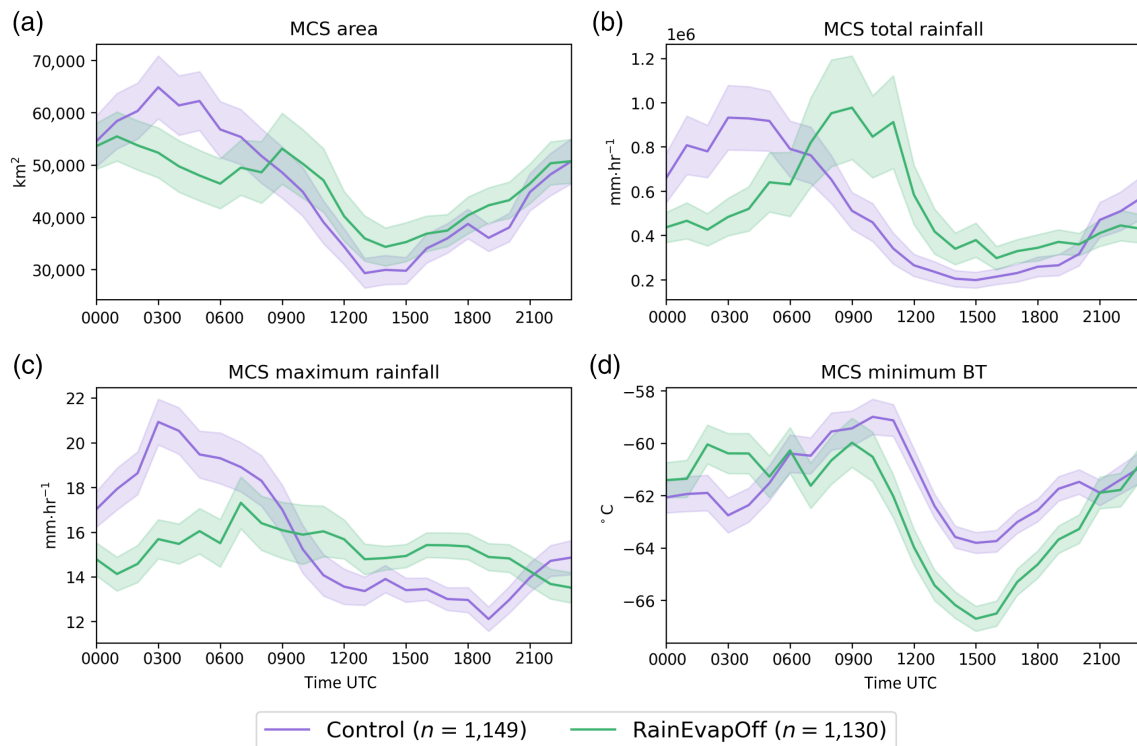 (a) MCS area
70,000
60,000
50,000
40,000
30,000
km²
0000 0300 0600 0900 1200 1500 1800 2100
(b) MCS total rainfall
1e6
1.2
1.0
0.8
0.6
0.4
0.2
mm·hr⁻¹
0000 0300 0600 0900 1200 1500 1800 2100
(c) MCS maximum rainfall
22
20
18
16
14
12
mm·hr⁻¹
0000 0300 0600 0900 1200 1500 1800 2100
Time UTC
(d) MCS minimum BT
−58
−60
−62
−64
−66
°C
0000 0300 0600 0900 1200 1500 1800 2100
Time UTC
Control (n = 1,149) RainEvapOff (n = 1,130)